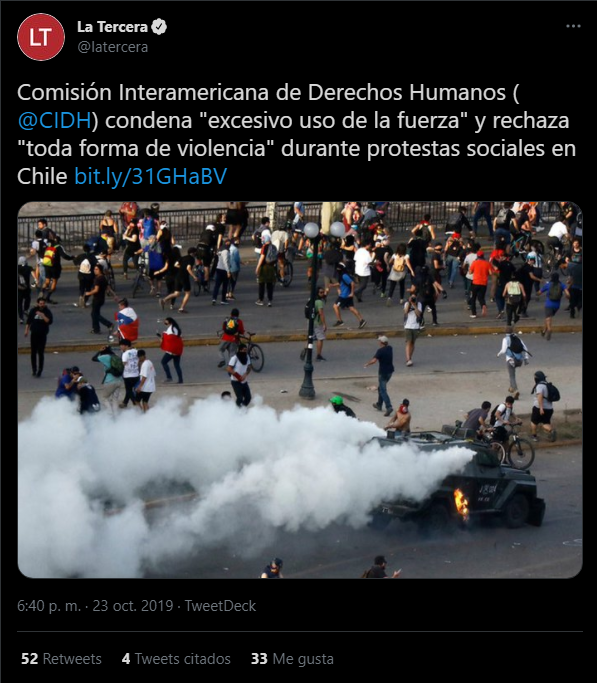 LT
La Tercera
@latercera
Comisión Interamericana de Derechos Humanos (
@CIDH) condena "excesivo uso de la fuerza" y rechaza
"toda forma de violencia" durante protestas sociales en
Chile bit.ly/31GHaBV
6:40 p. m. · 23 oct. 2019 · TweetDeck
52 Retweets 4 Tweets citados 33 Me gusta